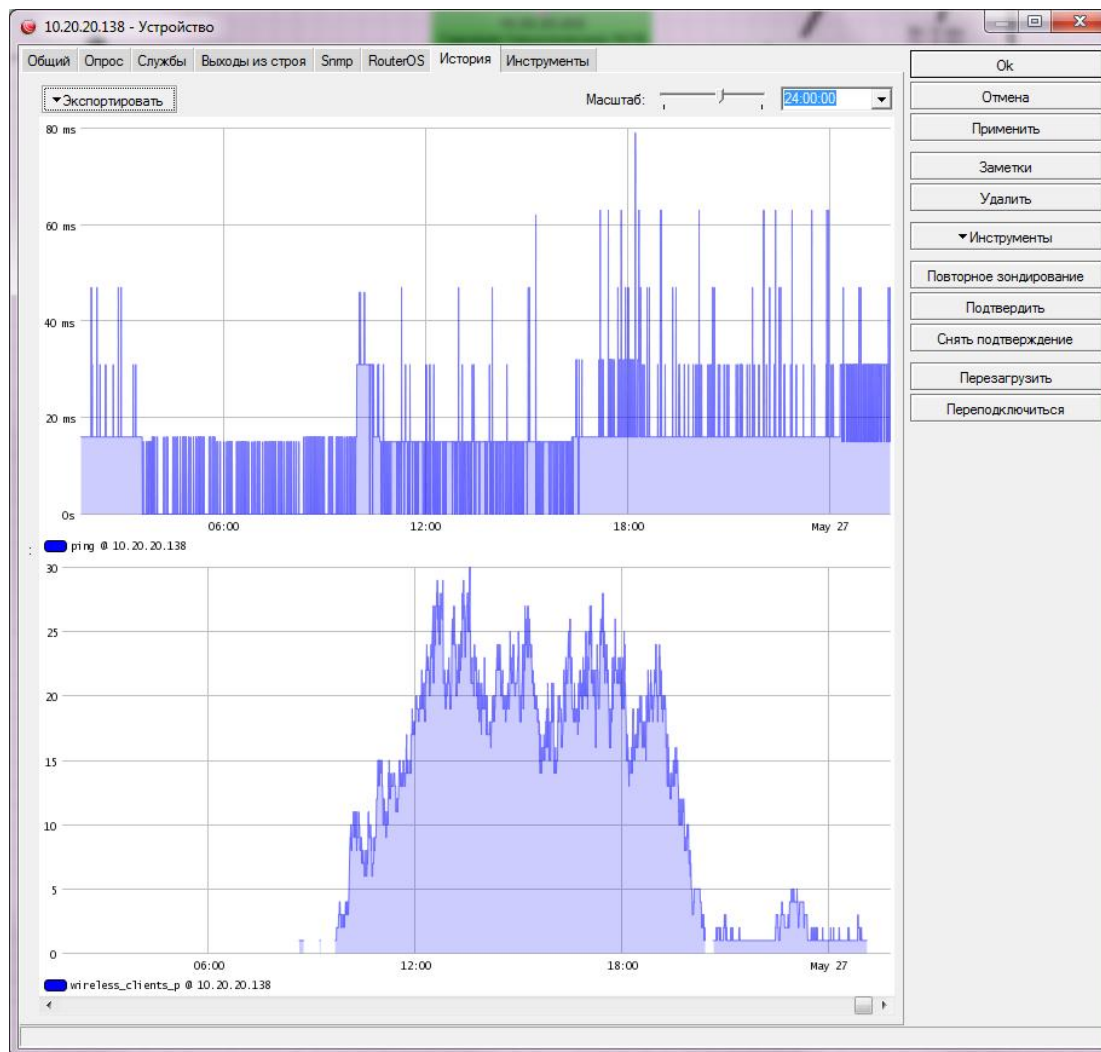 10.20.20.138 - Устройство
Общий Опрос Службы Выходы из строя Snmp RouterOS История Инструменты
Экспортировать
Масштаб: 24:00:00
80 ms
60 ms
40 ms
20 ms
0s
06:00 12:00 18:00 May 27
ping @ 10.20.20.138
30
25
20
15
10
5
0
06:00 12:00 18:00 May 27
wireless_clients_p @ 10.20.20.138
Ok
Отмена
Применить
Заметки
Удалить
Инструменты
Повторное зондирование
Подтвердить
Снять подтверждение
Перезагрузить
Переподключиться